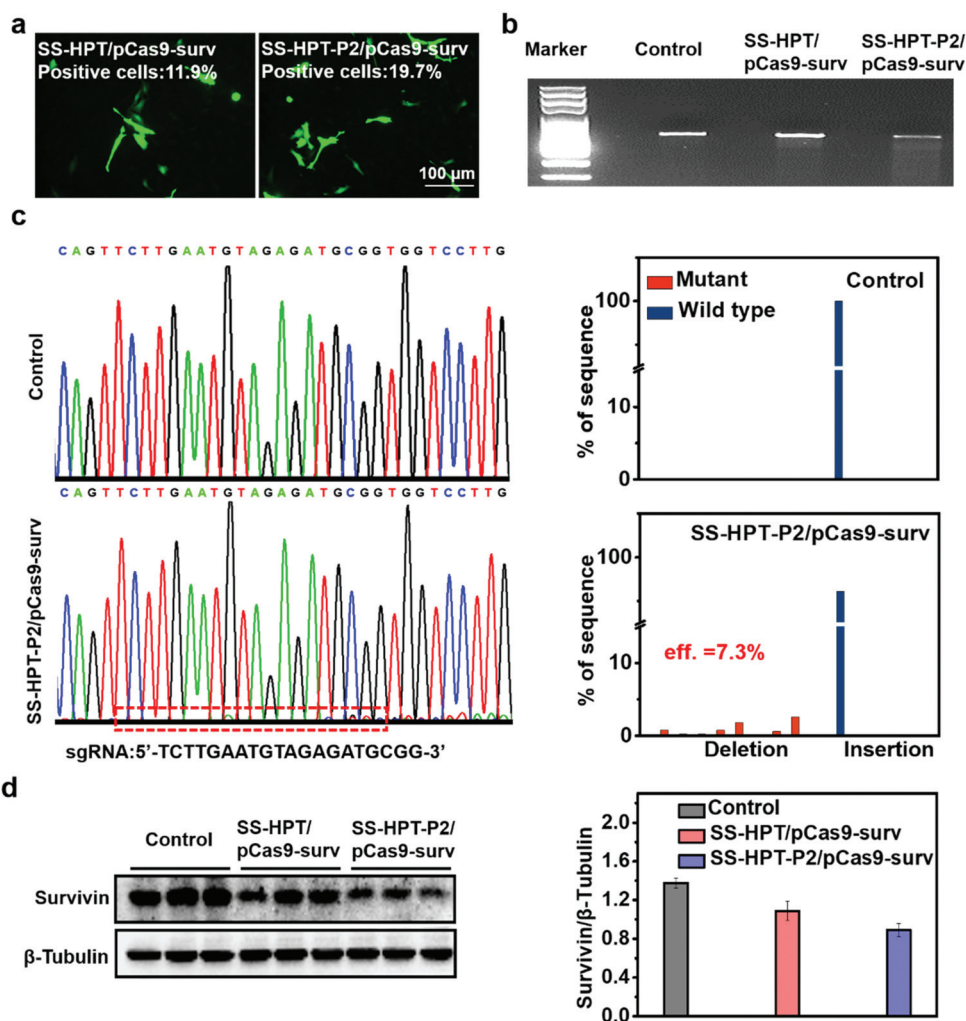 a
SS-HPT/pCas9-surv
Positive cells:11.9%
SS-HPT-P2/pCas9-surv
Positive cells:19.7%
100 μm
b
Marker
Control
SS-HPT/
pCas9-surv
SS-HPT-P2/
pCas9-surv
c
CAGTTCTTGAATGTAGAGATGCGGTGGTCCTTG
Control
CAGTTCTTGAATGTAGAGATGCGGTGGTCCTTG
SS-HPT-P2/pCas9-surv
sgRNA:5'-TCTTGAATGTAGAGATGCGG-3'
Mutant
Wild type
Control
% of sequence
100
10
0
SS-HPT-P2/pCas9-surv
eff. =7.3%
% of sequence
100
10
0
Deletion
Insertion
d
Control
SS-HPT/
pCas9-surv
SS-HPT-P2/
pCas9-surv
Survivin
β-Tubulin
Control
SS-HPT/pCas9-surv
SS-HPT-P2/pCas9-surv
Survivin/β-Tubulin
2.0
1.6
1.2
0.8
0.4
0.0